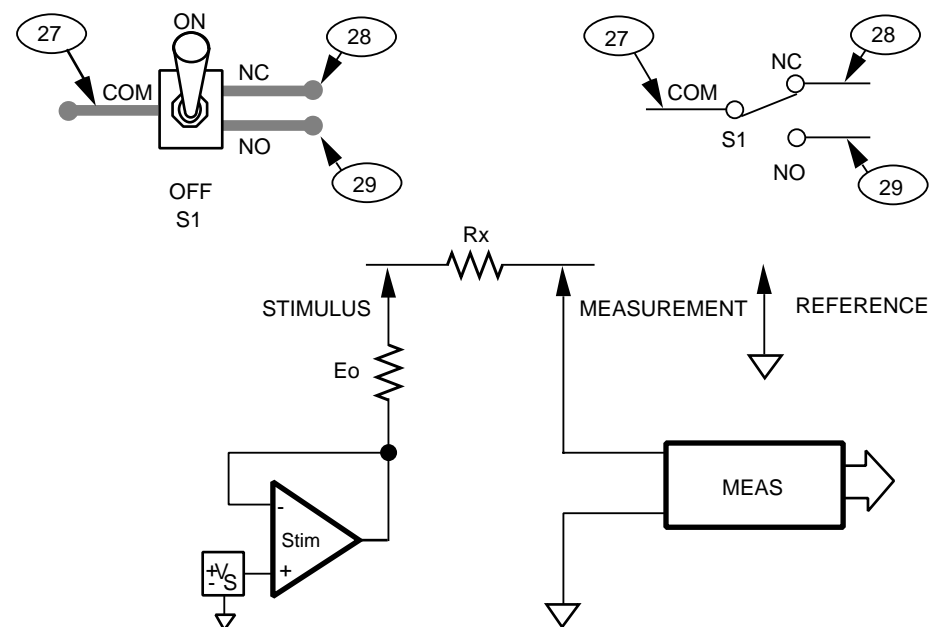 ON
27
28
NC
COM
NO
29
OFF
S1
27
28
NC
COM
S1
NO
29
Rx
STIMULUS
MEASUREMENT
REFERENCE
Eo
MEAS
-
Stim
+
+
-
VS